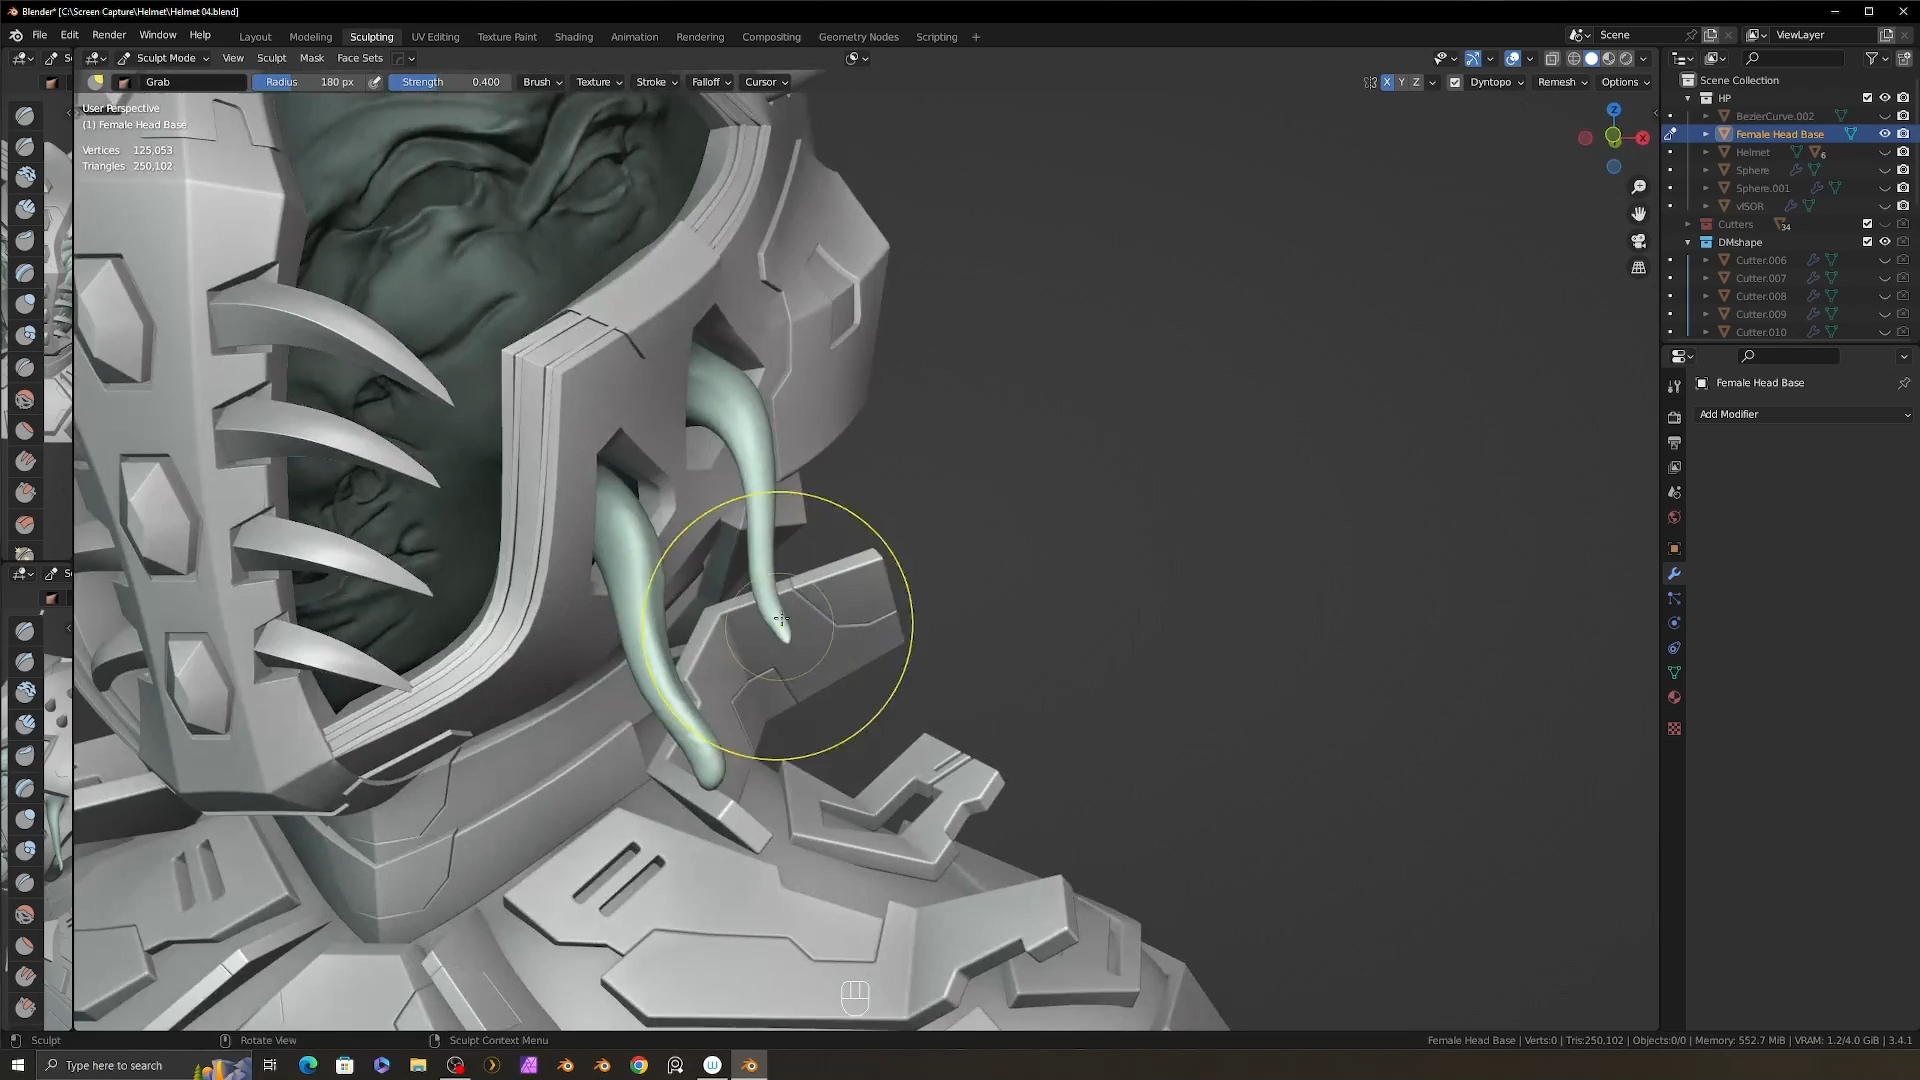 Blender* [C:\Screen Capture\Helmet\Helmet 04.blend]
File Edit Render Window Help Layout Modeling Sculpting UV Editing Texture Paint Shading Animation Rendering Compositing Geometry Nodes Scripting + Scene ViewLayer
Sculpt Mode View Sculpt Mask Face Sets
Grab Radius 180 px Strength 0.400 Brush Texture Stroke Falloff Cursor X Y Z Dyntopo Remesh Options
User Perspective
(1) Female Head Base
Vertices 125,053
Triangles 250,102
Z
X
Scene Collection
HP
BezierCurve.002
Female Head Base
Helmet 6
Sphere
Sphere.001
vISOR
Cutters 34
DMshape
Cutter.006
Cutter.007
Cutter.008
Cutter.009
Cutter.010
Female Head Base
Add Modifier
Sculpt Rotate View Sculpt Context Menu Female Head Base | Verts:0 | Tris:250,102 | Objects:0/0 | Memory: 552.7 MiB | VRAM: 1.2/4.0 GiB | 3.4.1
Type here to search